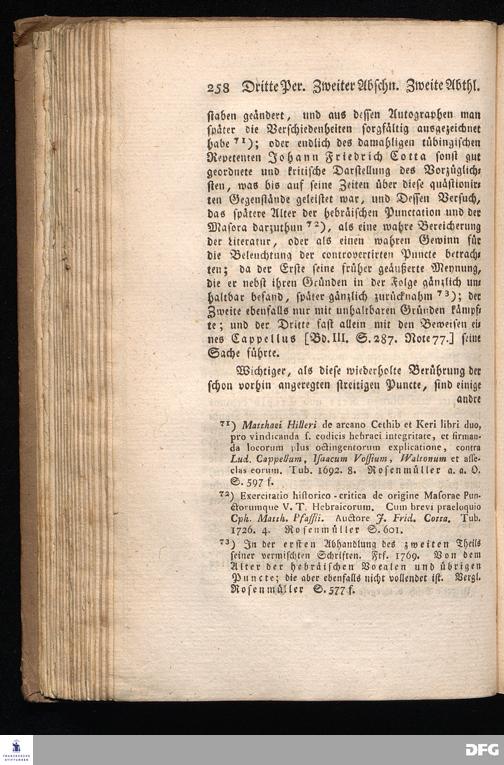 258 Dritte Per. Zweiter Abschn. Zweite Abthl.
staben geändert, und aus dessen Autographen man
später die Verschiedenheiten sorgfältig ausgezeichnet
habe 71); oder endlich des damahligen tübingischen
Repetenten Johann Friedrich Cotta sonst gut
geordnete und kritische Darstellung des Vorzüglich-
sten, was bis auf seine Zeiten über diese quästionir-
ten Gegenstände geleistet war, und Dessen Versuch,
das spätere Alter der hebräischen Punctation und der
Masora darzuthun 72), als eine wahre Bereicherung
der Literatur, oder als einen wahren Gewinn für
die Beleuchtung der controvertirten Puncte betrach-
ten; da der Erste seine früher geäußerte Meynung,
die er nebst ihren Gründen in der Folge gänzlich un-
haltbar befand, später gänzlich zurücknahm 73); der
Zweite ebenfalls nur mit unhaltbaren Gründen kämpf-
te; und der Dritte fast allein mit den Beweisen ei-
nes Cappellus [Bd. III. S. 287. Note 77.] seine
Sache führte.
Wichtiger, als diese wiederholte Berührung der
schon vorhin angeregten streitigen Puncte, sind einige
andre
71) Matthaei Hilleri de arcano Cethib et Keri libri duo,
pro vindicanda s. codicis hebraei integritate, et firman-
da locorum plus octingentorum explicatione, contra
Lud. Cappellum, Isaacum Vossium, Waltonum et asse-
clas eorum. Tub. 1692. 8. Rosenmüller a. a. O.
S. 597 f.
72) Exercitatio historico-critica de origine Masorae Pun-
ctorumque V. T. Hebraicorum. Cum brevi praeloquio
Cph. Matth. Pfaffii. Auctore J. Frid. Cotta. Tub.
1726. 4. Rosenmüller S. 601.
73) In der ersten Abhandlung des zweiten Theils
seiner vermischten Schriften. Frf. 1769. Von dem
Alter der hebräischen Vocalen und übrigen
Puncte; die aber ebenfalls nicht vollendet ist. Vergl.
Rosenmüller S. 577 f.
FRANCKESCHE
STIFTUNGEN
DFG